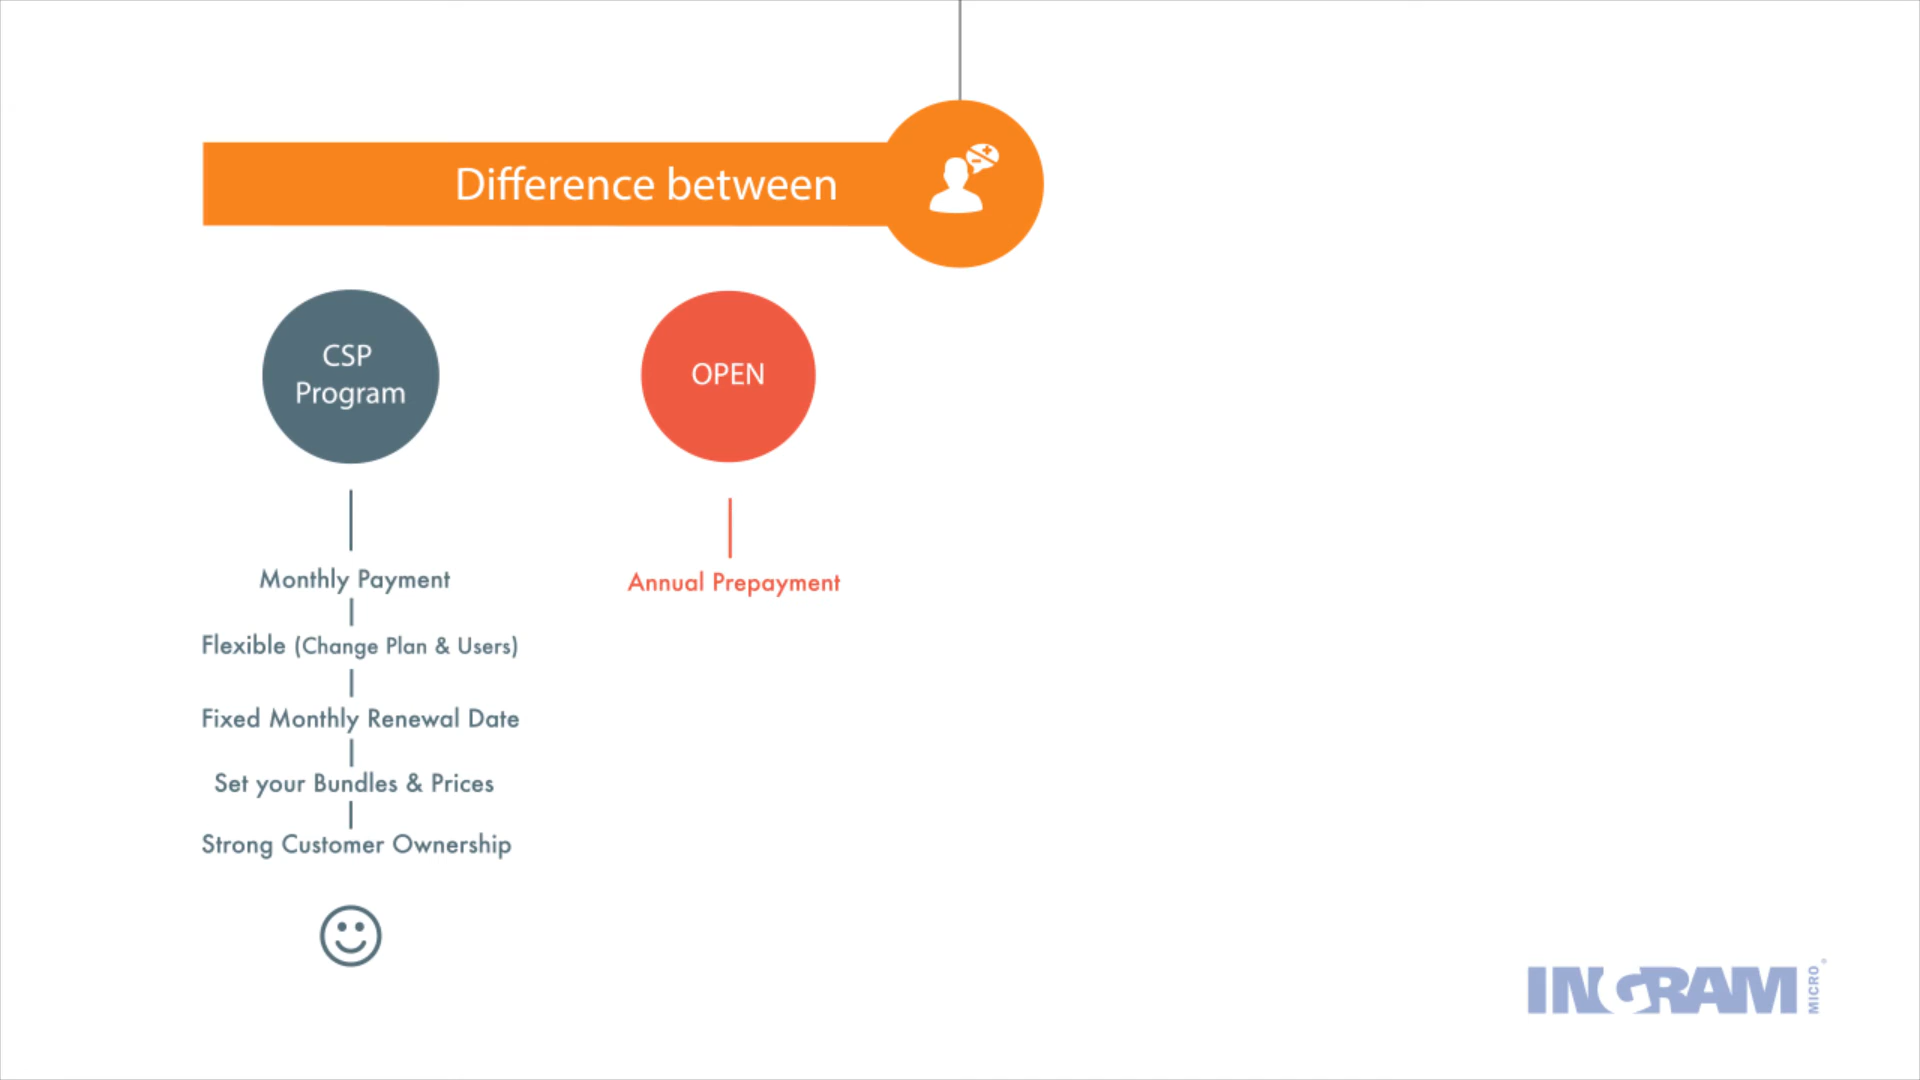 Difference between
CSP
Program
OPEN
Monthly Payment
Flexible (Change Plan & Users)
Fixed Monthly Renewal Date
Set your Bundles & Prices
Strong Customer Ownership
Annual Prepayment
INGRAM MICRO®